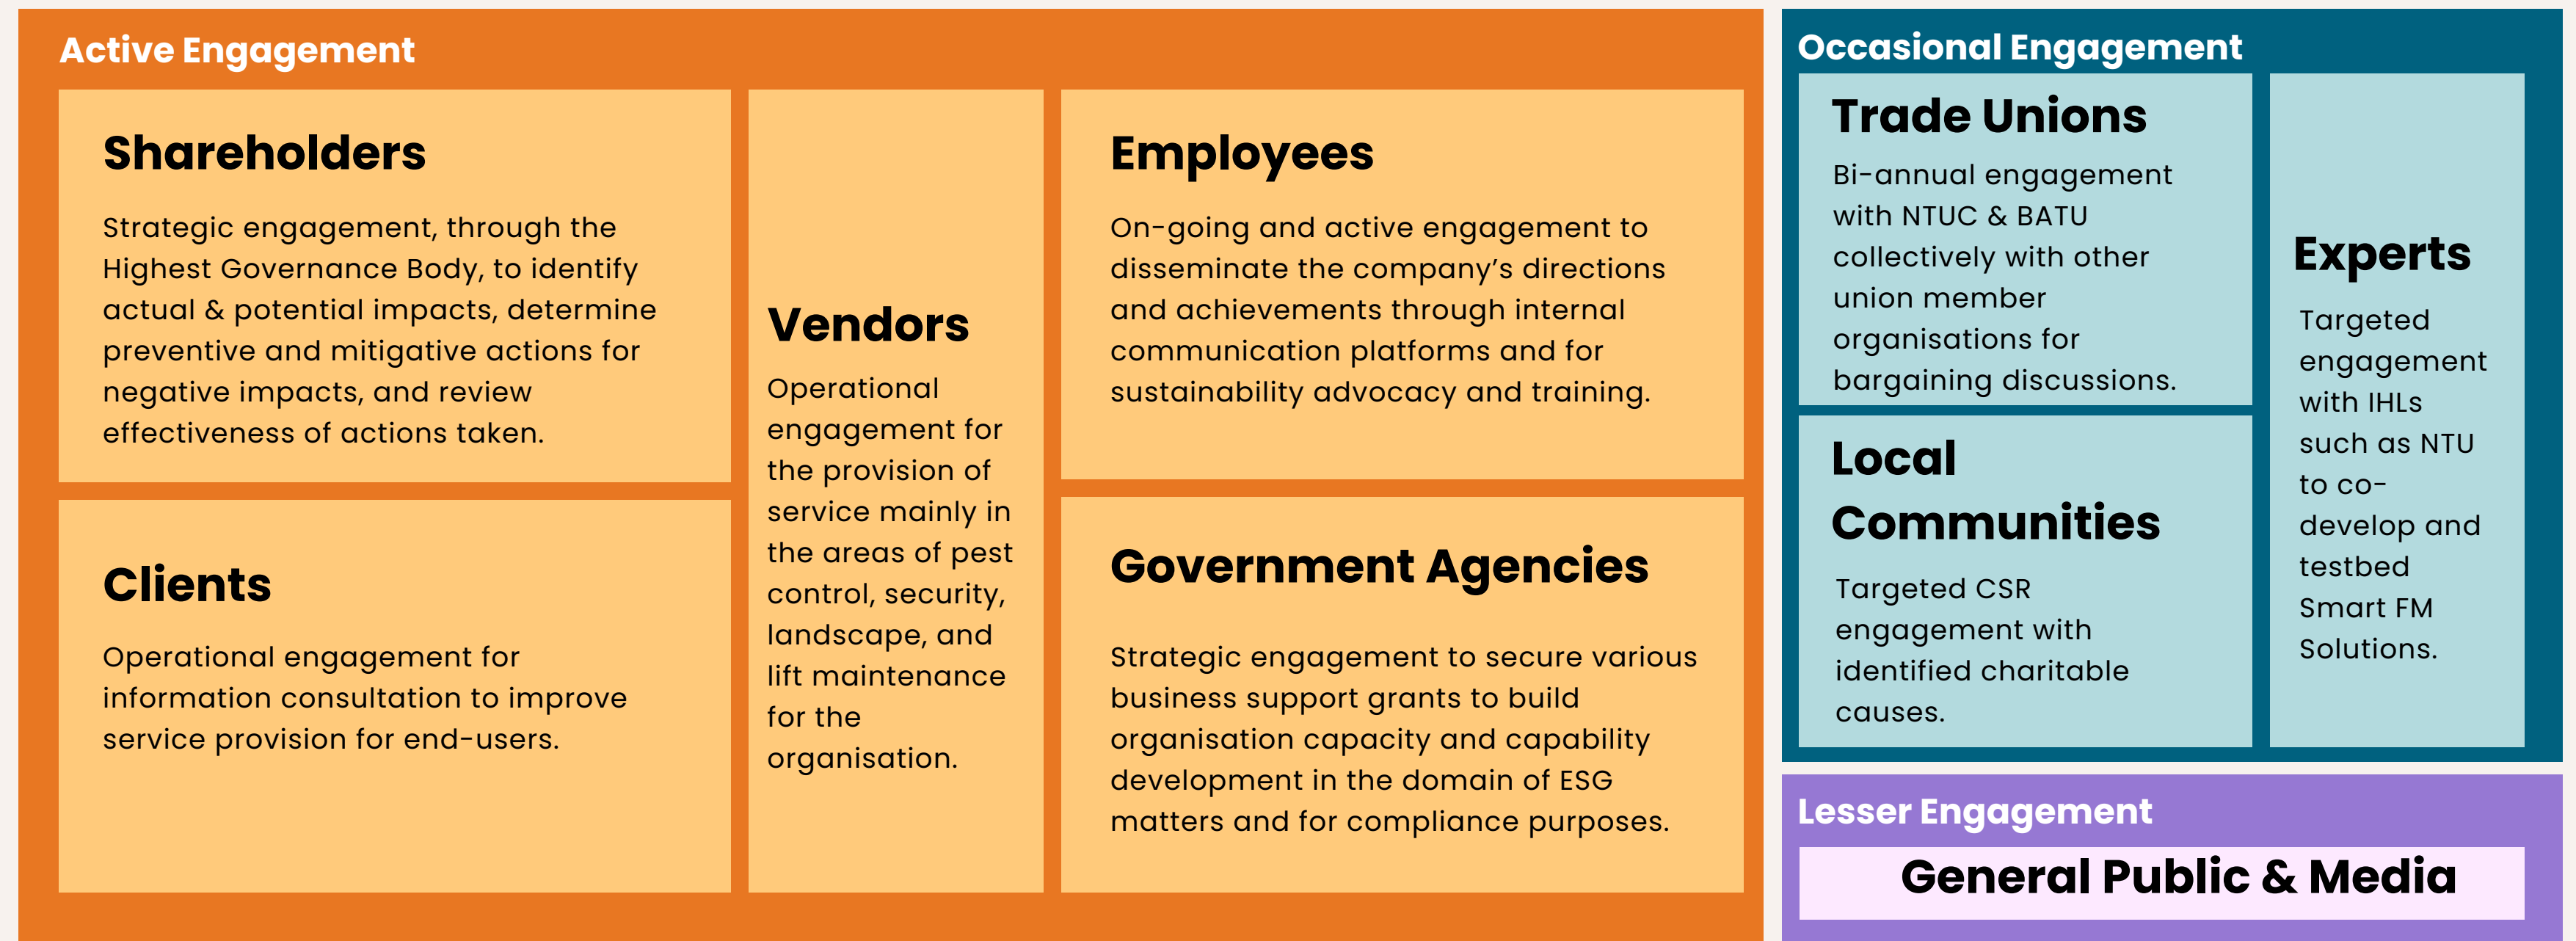 Active Engagement
Shareholders
Strategic engagement, through the
Highest Governance Body, to identify
actual & potential impacts, determine
preventive and mitigative actions for
negative impacts, and review
effectiveness of actions taken.
Clients
Operational engagement for
information consultation to improve
service provision for end-users.
Vendors
Operational
engagement for
the provision of
service mainly in
the areas of pest
control, security,
landscape, and
lift maintenance
for the
organisation.
Employees
On-going and active engagement to
disseminate the company’s directions
and achievements through internal
communication platforms and for
sustainability advocacy and training.
Government Agencies
Strategic engagement to secure various
business support grants to build
organisation capacity and capability
development in the domain of ESG
matters and for compliance purposes.
Occasional Engagement
Trade Unions
Bi-annual engagement
with NTUC & BATU
collectively with other
union member
organisations for
bargaining discussions.
Local
Communities
Targeted CSR
engagement with
identified charitable
causes.
Experts
Targeted
engagement
with IHLs
such as NTU
to co-
develop and
testbed
Smart FM
Solutions.
Lesser Engagement
General Public & Media